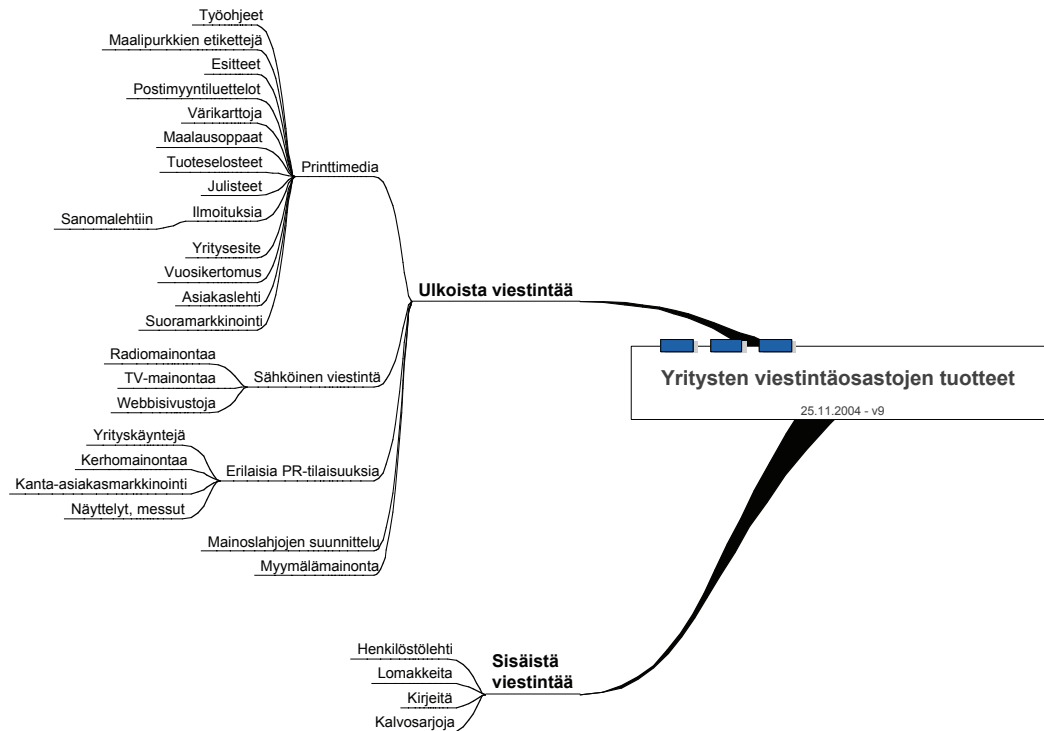 Työohjeet
Maalipurkkien etikettejä
Esitteet
Postimyyntiluettelot
Värikarttoja
Maalausoppaat
Tuoteselosteet
Julisteet
Sanomalehtiin
Ilmoituksia
Yritysesite
Vuosikertomus
Asiakaslehti
Suoramarkkinointi
Printtimedia
Radiomainontaa
TV-mainontaa
Webbisivustoja
Sähköinen viestintä
Yrityskäyntejä
Kerhomainontaa
Kanta-asiakasmarkkinointi
Näyttelyt, messut
Erilaisia PR-tilaisuuksia
Mainoslahjojen suunnittelu
Myymälämainonta
Ulkoista viestintää
Yritysten viestintäosastojen tuotteet
25.11.2004 - v9
Henkilöstölehti
Lomakkeita
Kirjeitä
Kalvosarjoja
Sisäistä
viestintää